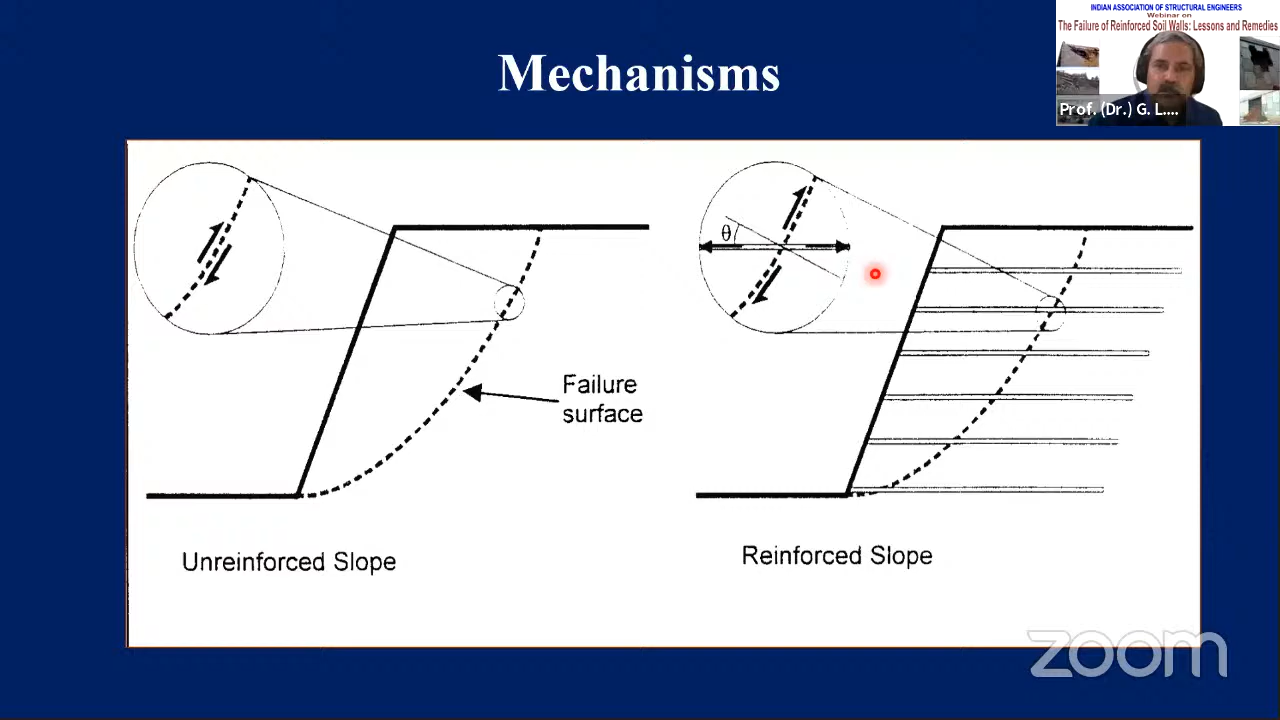 INDIAN ASSOCIATION OF STRUCTURAL ENGINEERS
Webinar on
The Failure of Reinforced Soil Walls: Lessons and Remedies
Prof. (Dr.) G. L....
Mechanisms
θ
Failure
surface
Unreinforced Slope
Reinforced Slope
zoom